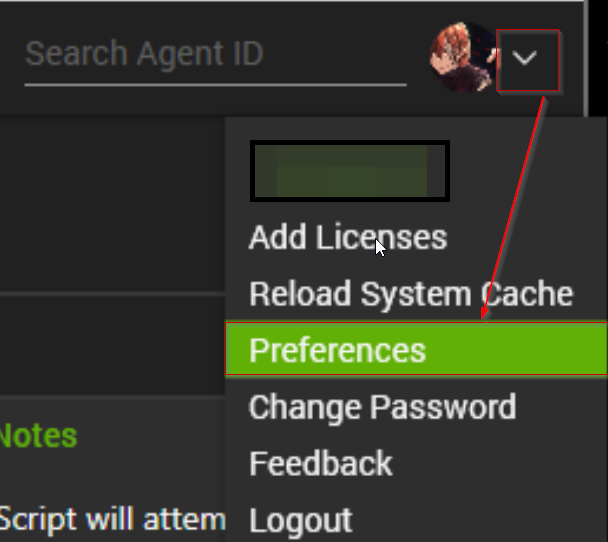 Search Agent ID
Add Licenses
Reload System Cache
Preferences
Change Password
Feedback
Logout
Notes
Script will attem